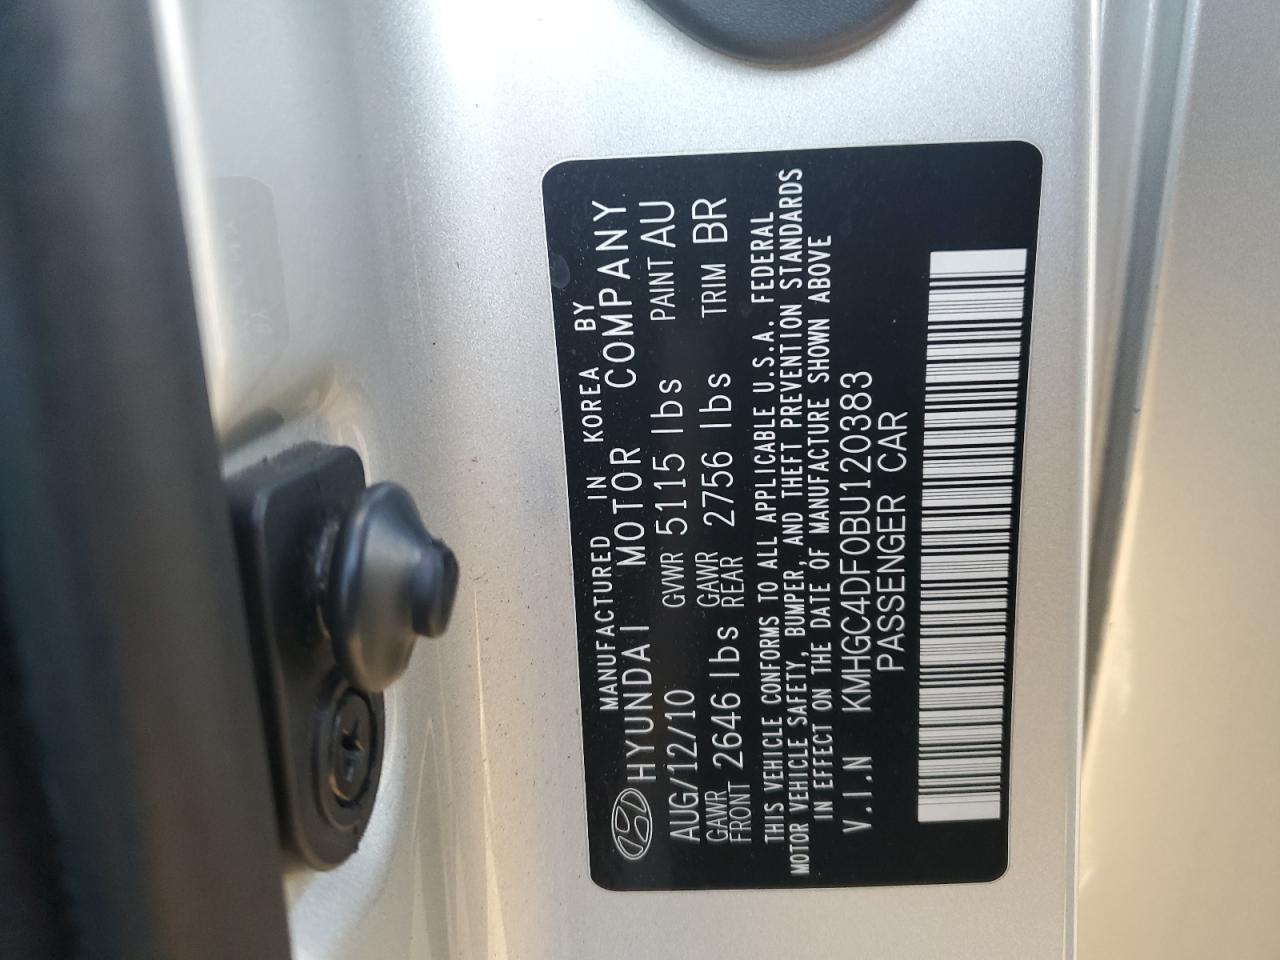 MANUFACTURED IN KOREA BY
HYUNDAI MOTOR COMPANY
AUG/12/10 GVWR 5115 lbs PAINT AU
GAWR FRONT 2646 lbs GAWR REAR 2756 lbs TRIM BR
THIS VEHICLE CONFORMS TO ALL APPLICABLE U.S.A. FEDERAL
MOTOR VEHICLE SAFETY, BUMPER, AND THEFT PREVENTION STANDARDS
IN EFFECT ON THE DATE OF MANUFACTURE SHOWN ABOVE
V.I.N KMHGC4DF0BU120383
PASSENGER CAR